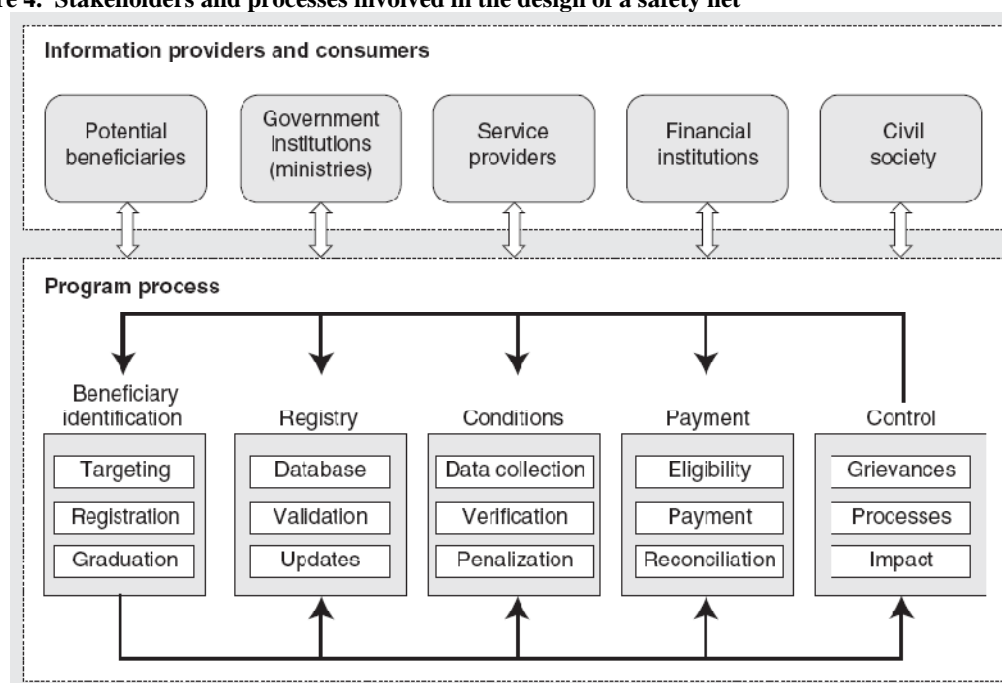 re 4. Stakeholders and processes involved in the design of a safety net
Information providers and consumers
Potential
beneficiaries
Government
Institutions
(ministries)
Service
providers
Financial
institutions
Civil
society
Program process
Beneficiary
identification
Registry
Conditions
Payment
Control
Targeting
Registration
Graduation
Database
Validation
Updates
Data collection
Verification
Penalization
Eligibility
Payment
Reconciliation
Grievances
Processes
Impact